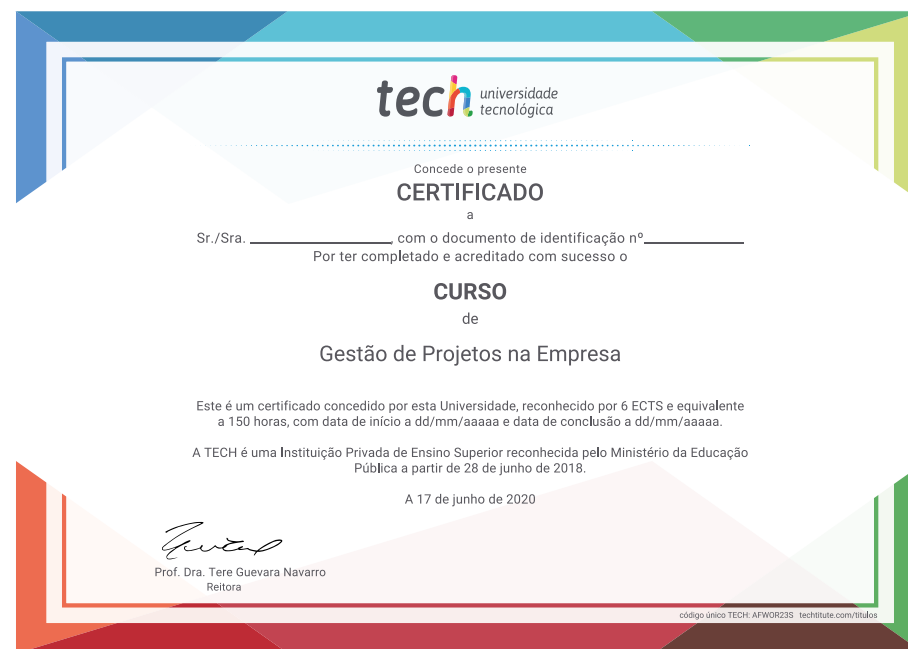 tech universidade
tecnológica
Concede o presente
CERTIFICADO
a
Sr./Sra. ____________________, com o documento de identificação nº______________
Por ter completado e acreditado com sucesso o
CURSO
de
Gestão de Projetos na Empresa
Este é um certificado concedido por esta Universidade, reconhecido por 6 ECTS e equivalente
a 150 horas, com data de início a dd/mm/aaaaa e data de conclusão a dd/mm/aaaaa.
A TECH é uma Instituição Privada de Ensino Superior reconhecida pelo Ministério da Educação
Pública a partir de 28 de junho de 2018.
A 17 de junho de 2020
Prof. Dra. Tere Guevara Navarro
Reitora
código único TECH: AFWOR23S techtitute.com/titulos